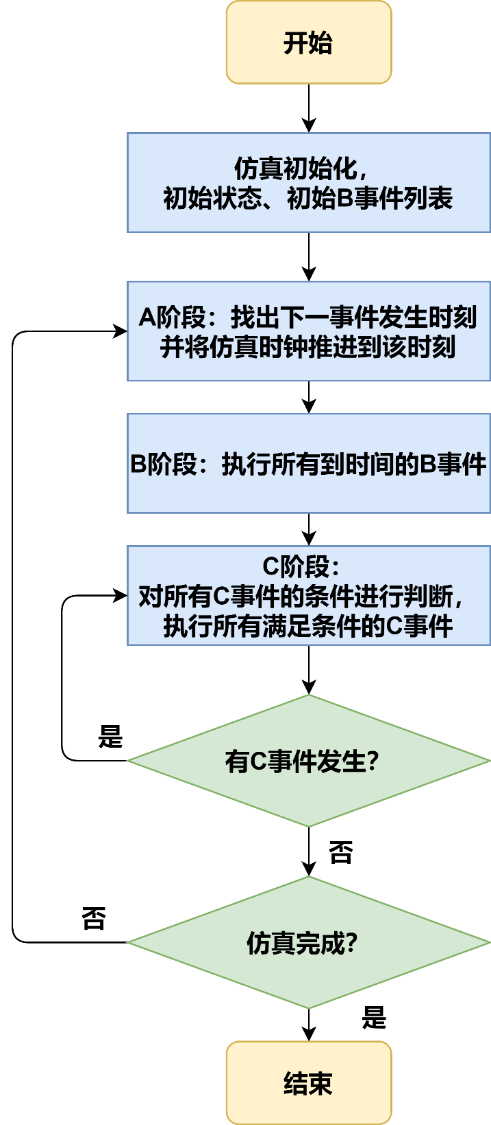 开始
仿真初始化，
初始状态、初始B事件列表
A阶段：找出下一事件发生时刻
并将仿真时钟推进到该时刻
B阶段：执行所有到时间的B事件
C阶段：
对所有C事件的条件进行判断，
执行所有满足条件的C事件
是
有C事件发生？
否
否
仿真完成？
是
结束